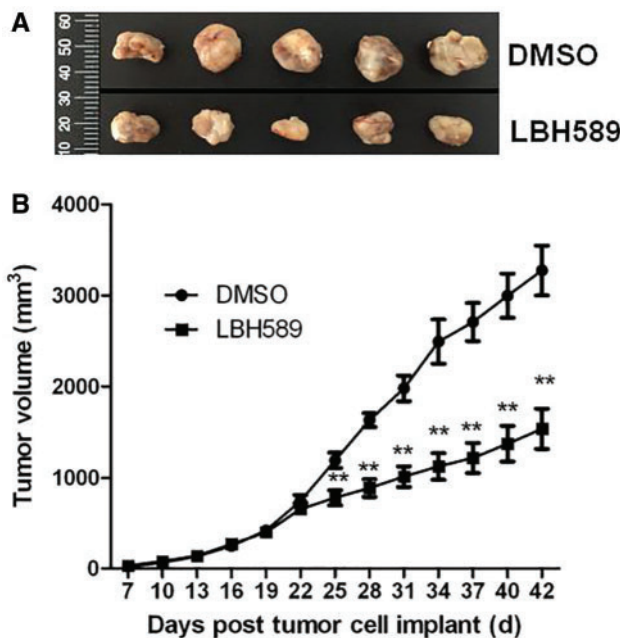 A
60
50
40
30
20
10
DMSO
LBH589
B
4000
3000
2000
1000
0
Tumor volume (mm³)
DMSO
LBH589
** ** ** ** ** ** **
7 10 13 16 19 22 25 28 31 34 37 40 42
Days post tumor cell implant (d)